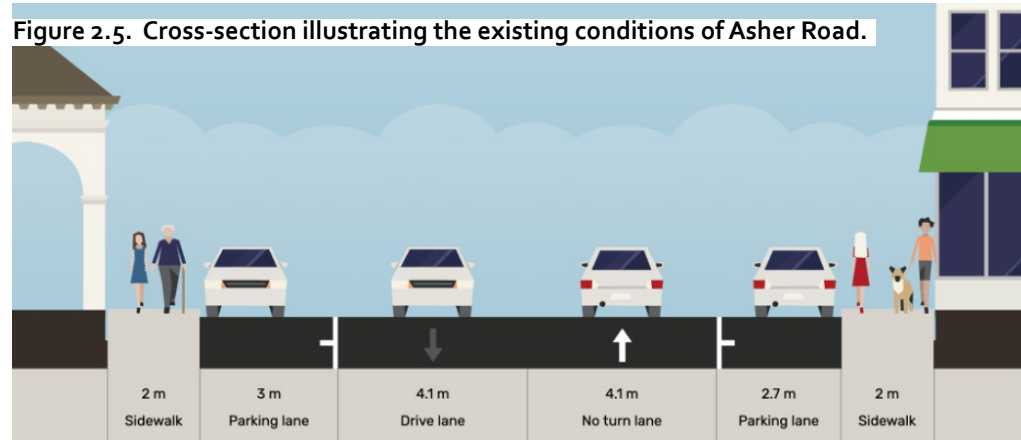 Figure 2.5. Cross-section illustrating the existing conditions of Asher Road.
2 m
Sidewalk
3 m
Parking lane
4.1 m
Drive lane
4.1 m
No turn lane
2.7 m
Parking lane
2 m
Sidewalk